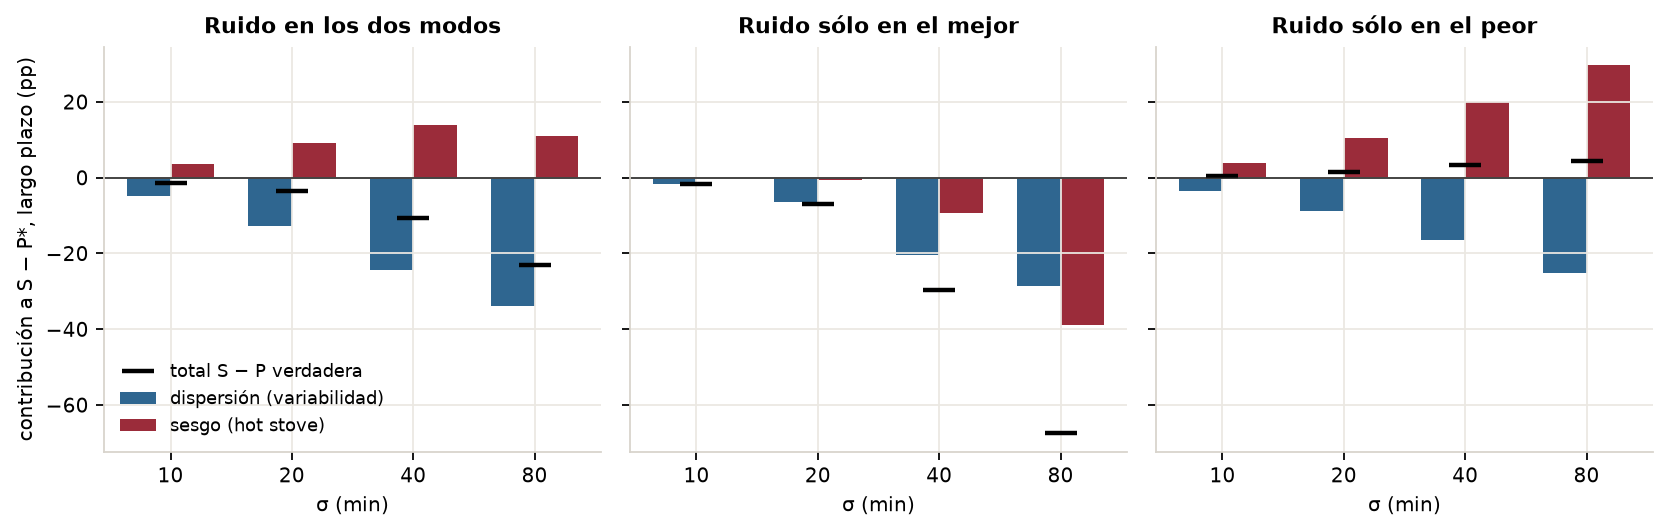 Ruido en los dos modos
Ruido sólo en el mejor
Ruido sólo en el peor
contribución a S − P*, largo plazo (pp)
20
0
−20
−40
−60
total S − P verdadera
dispersión (variabilidad)
sesgo (hot stove)
10 20 40 80
10 20 40 80
10 20 40 80
σ (min)
σ (min)
σ (min)